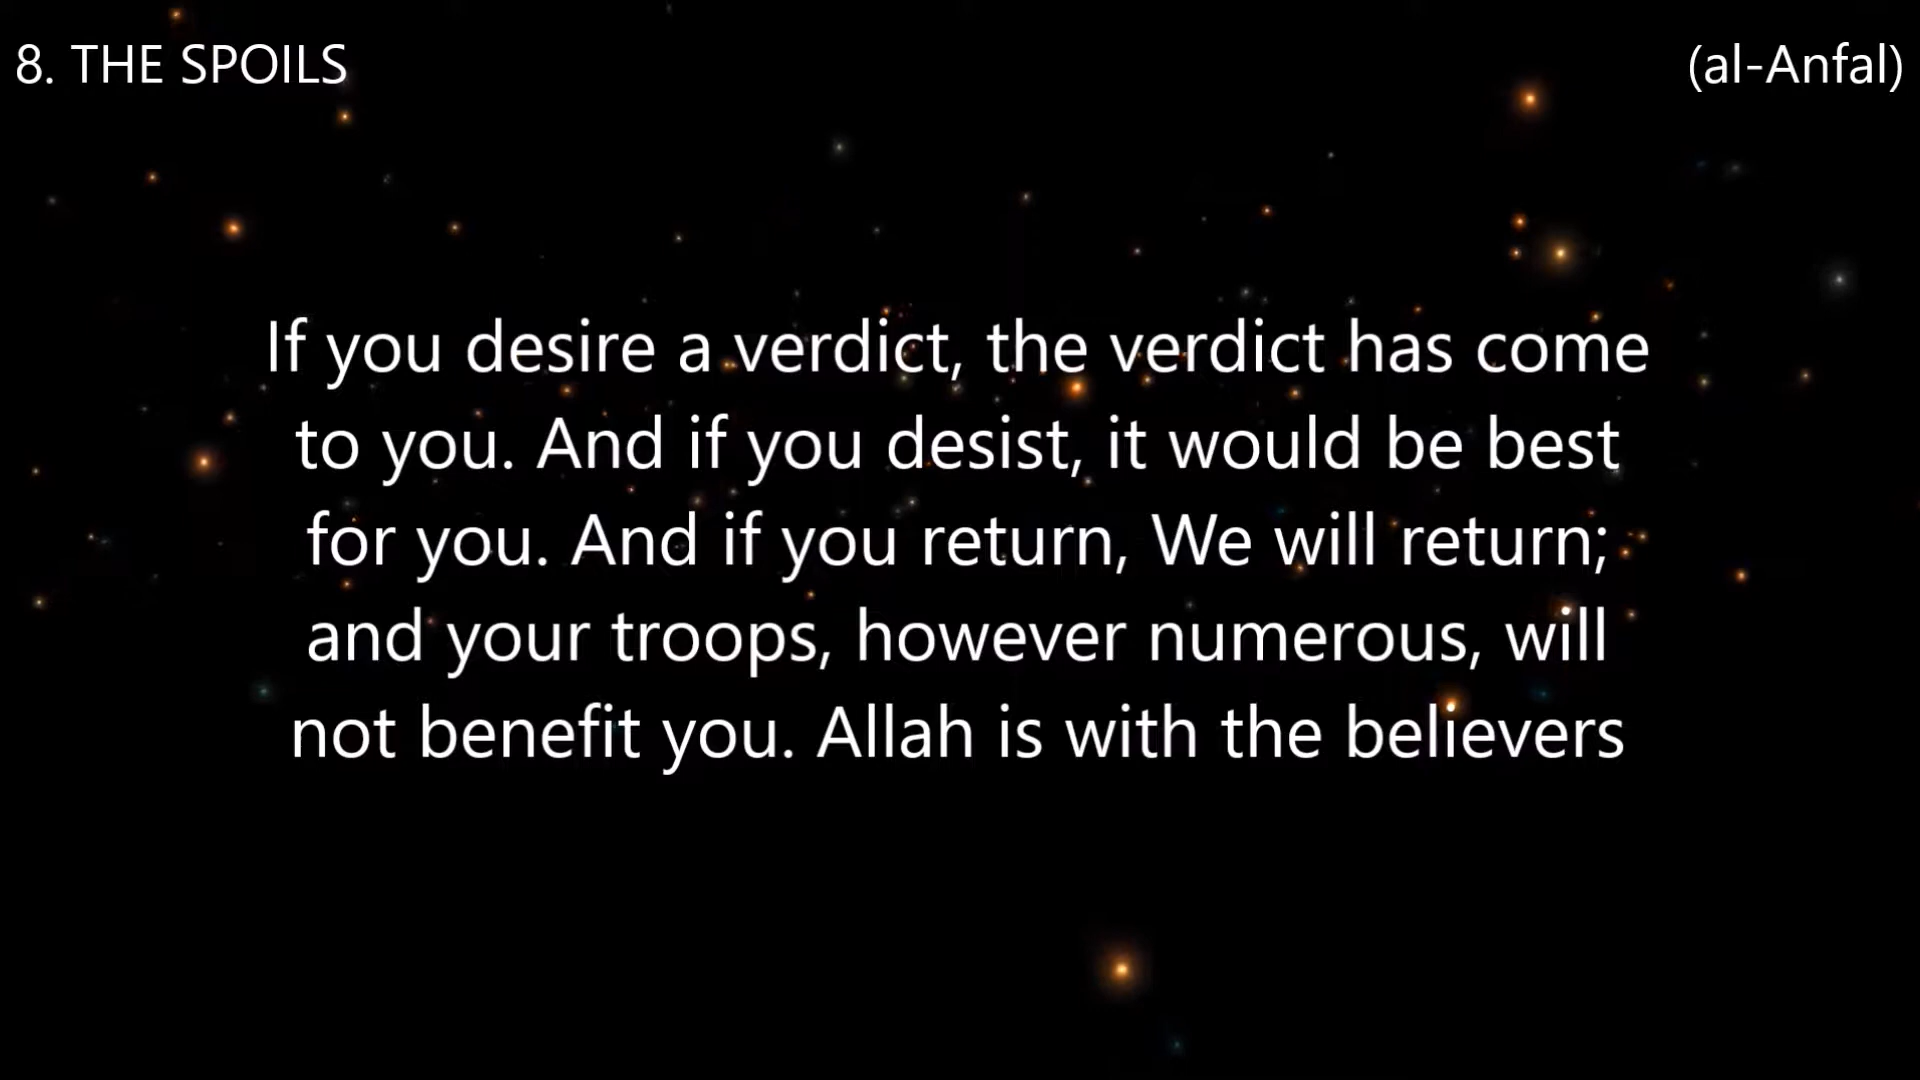 8. THE SPOILS
(al-Anfal)
If you desire a verdict, the verdict has come
to you. And if you desist, it would be best
for you. And if you return, We will return;
and your troops, however numerous, will
not benefit you. Allah is with the believers